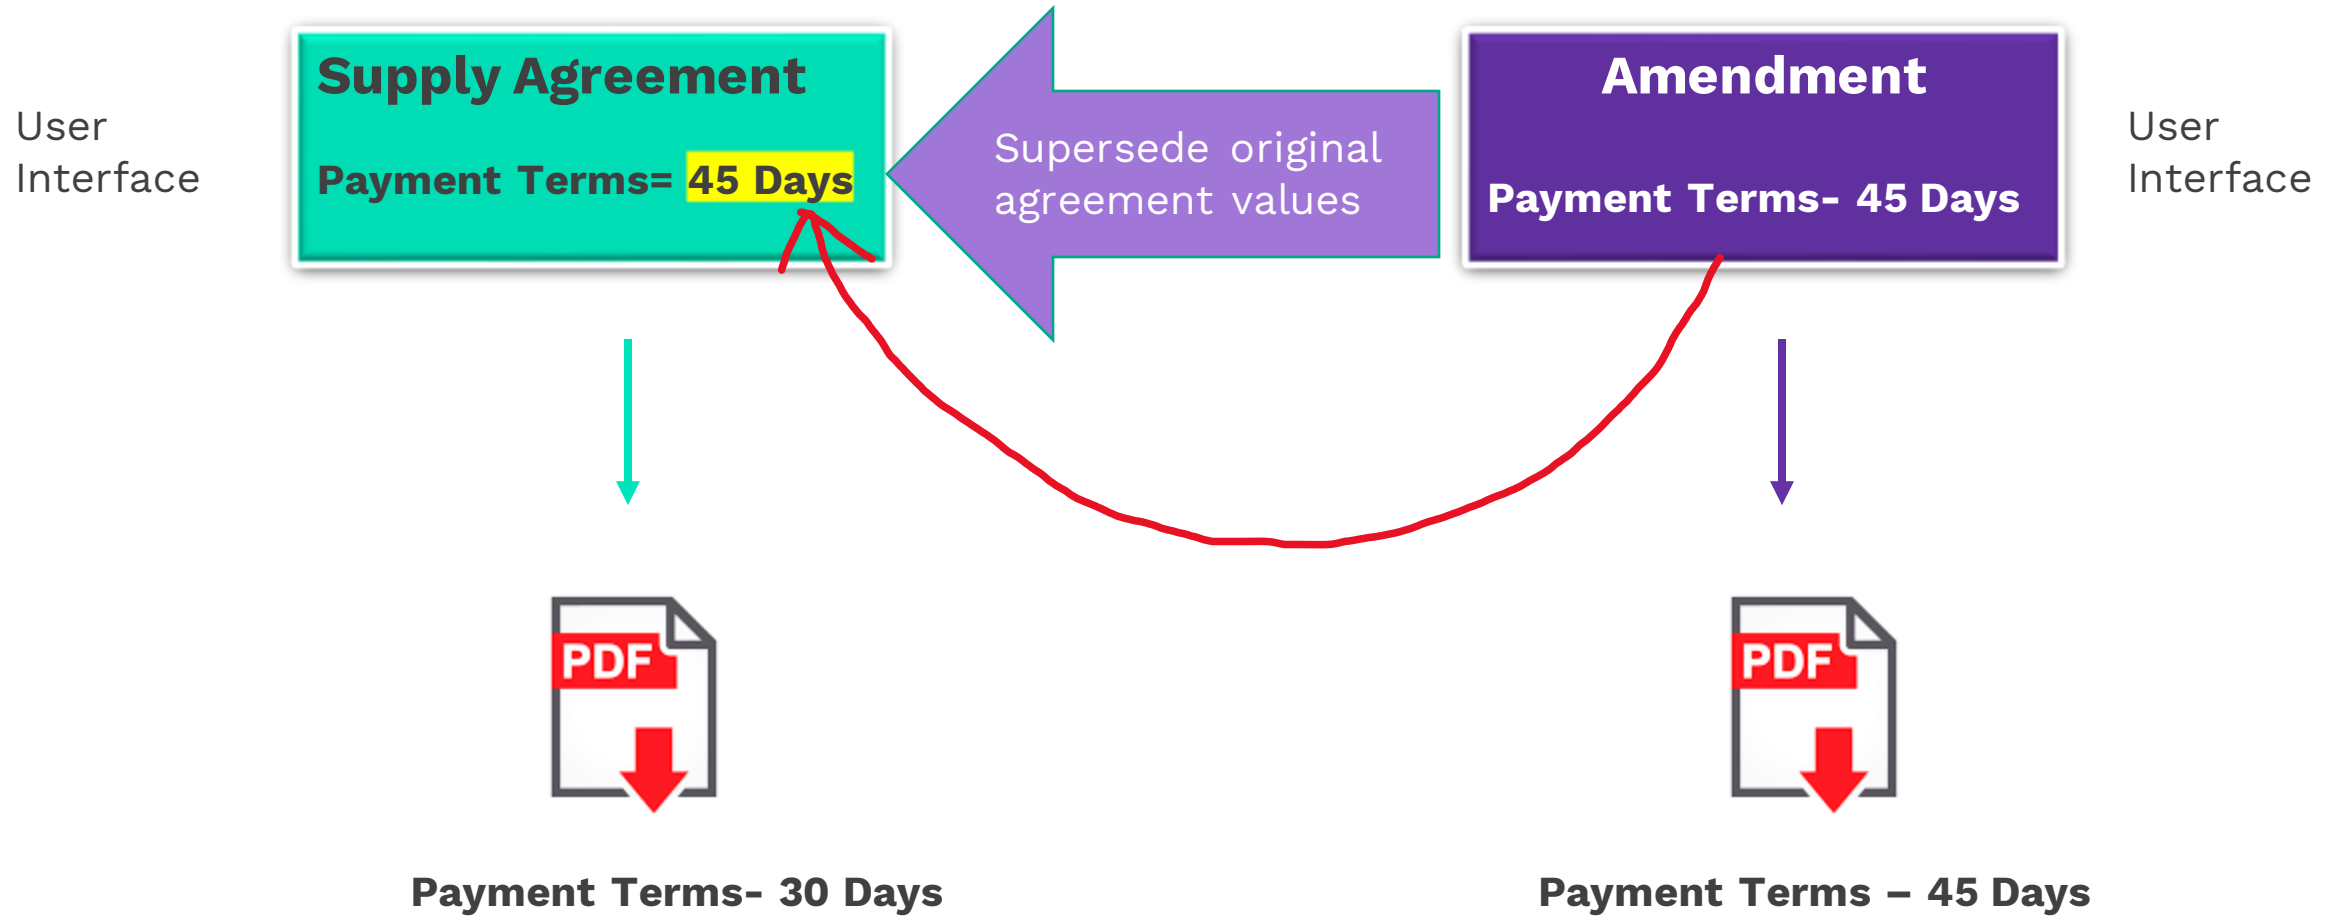 User
Interface
Supply Agreement
Payment Terms= 45 Days
Supersede original
agreement values
Amendment
Payment Terms- 45 Days
User
Interface
PDF
Payment Terms- 30 Days
PDF
Payment Terms – 45 Days